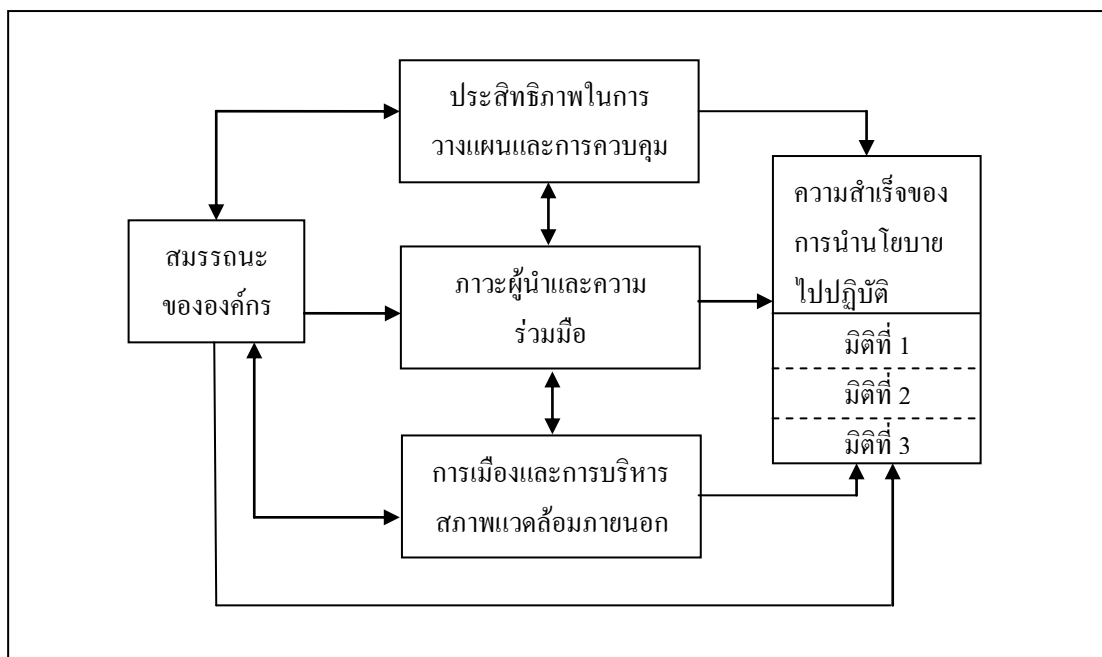 ประสิทธิภาพในการ
วางแผนและการควบคุม
สมรรถนะ
ขององค์กร
ภาวะผู้นำและความ
ร่วมมือ
การเมืองและการบริหาร
สภาพแวดล้อมภายนอก
ความสำเร็จของ
การนำนโยบาย
ไปปฏิบัติ
มิติที่ 1
มิติที่ 2
มิติที่ 3